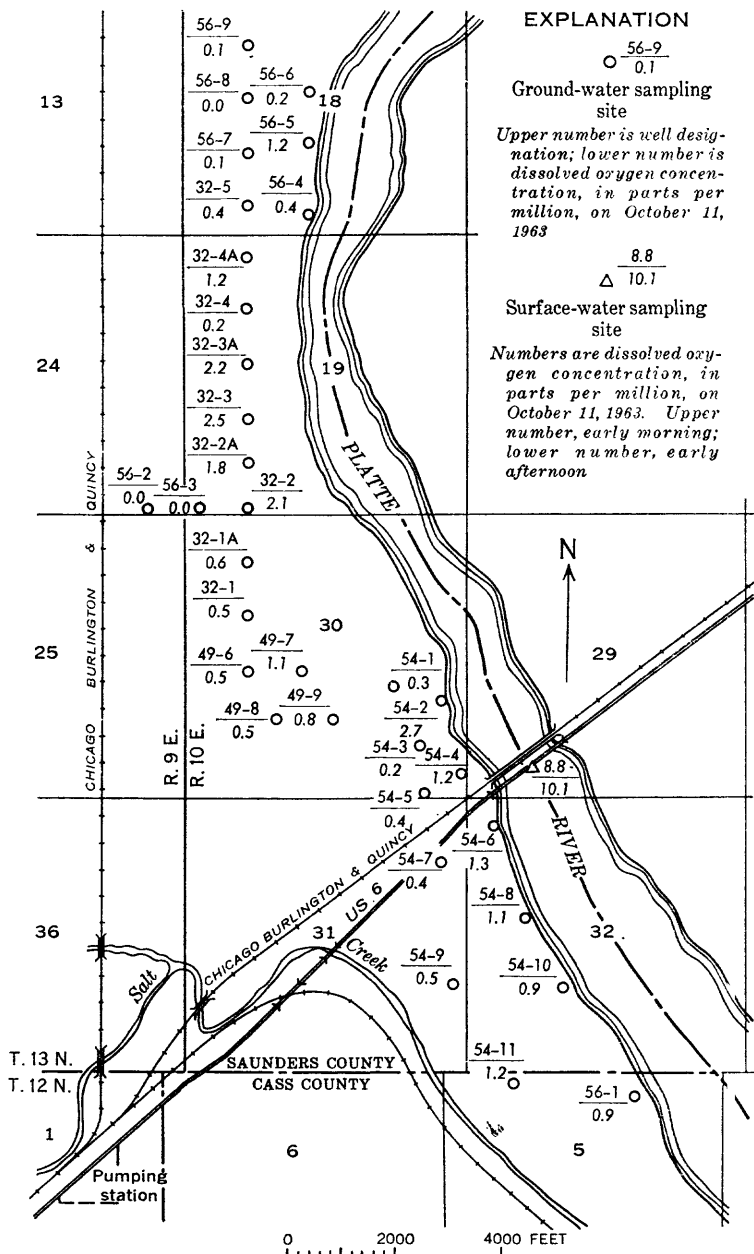 EXPLANATION
56-9
0.1
Ground-water sampling
site
Upper number is well desig-
nation; lower number is
dissolved oxygen concen-
tration, in parts per
million, on October 11,
1963
8.8
10.1
Surface-water sampling
site
Numbers are dissolved oxy-
gen concentration, in
parts per million, on
October 11, 1963. Upper
number, early morning;
lower number, early
afternoon
56-9
0.1
56-8
0.0
56-6
0.2
13
18
56-7
0.1
56-5
1.2
32-5
0.4
56-4
0.4
32-4A
1.2
32-4
0.2
32-3A
2.2
24
19
32-3
2.5
32-2A
1.8
56-2
0.0
56-3
0.0
32-2
2.1
PLATTE
RIVER
N
32-1A
0.6
32-1
0.5
30
25
29
49-6
0.5
49-7
1.1
49-8
0.5
49-9
0.8
54-1
0.3
54-2
2.7
54-3
0.2
54-4
1.2
54-5
0.4
8.8
10.1
54-6
1.3
54-7
0.4
54-8
1.1
54-9
0.5
54-10
0.9
54-11
1.2
56-1
0.9
CHICAGO BURLINGTON & QUINCY
R. 9 E.
R. 10 E.
CHICAGO BURLINGTON & QUINCY
US 6
36
31
32
Salt
Creek
T. 13 N.
T. 12 N.
SAUNDERS COUNTY
CASS COUNTY
1
6
5
Pumping
station
0 2000 4000 FEET